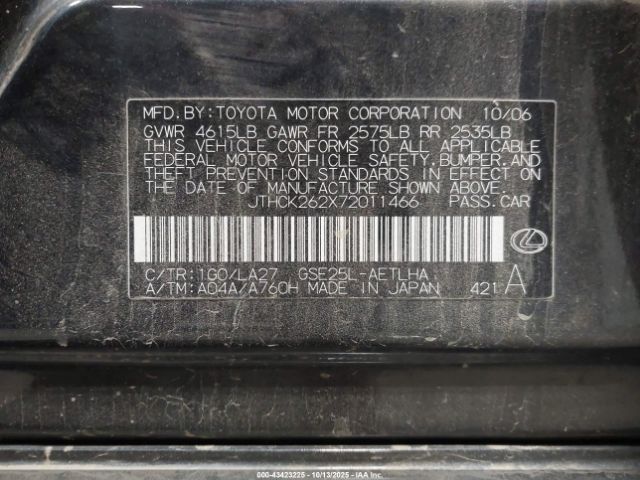 MFD.BY:TOYOTA MOTOR CORPORATION 10/06
GVWR 4615LB GAWR FR 2575LB RR 2535LB
THIS VEHICLE CONFORMS TO ALL APPLICABLE
FEDERAL MOTOR VEHICLE SAFETY,BUMPER,AND
THEFT PREVENTION STANDARDS IN EFFECT ON
THE DATE OF MANUFACTURE SHOWN ABOVE.
JTHCK262X72011466 PASS.CAR
C/TR:1G0/LA27 GSE25L-AETLHA
A/TM:A04A/A760H MADE IN JAPAN 421 A
000-43423225 - 10/13/2025 - IAA Inc.